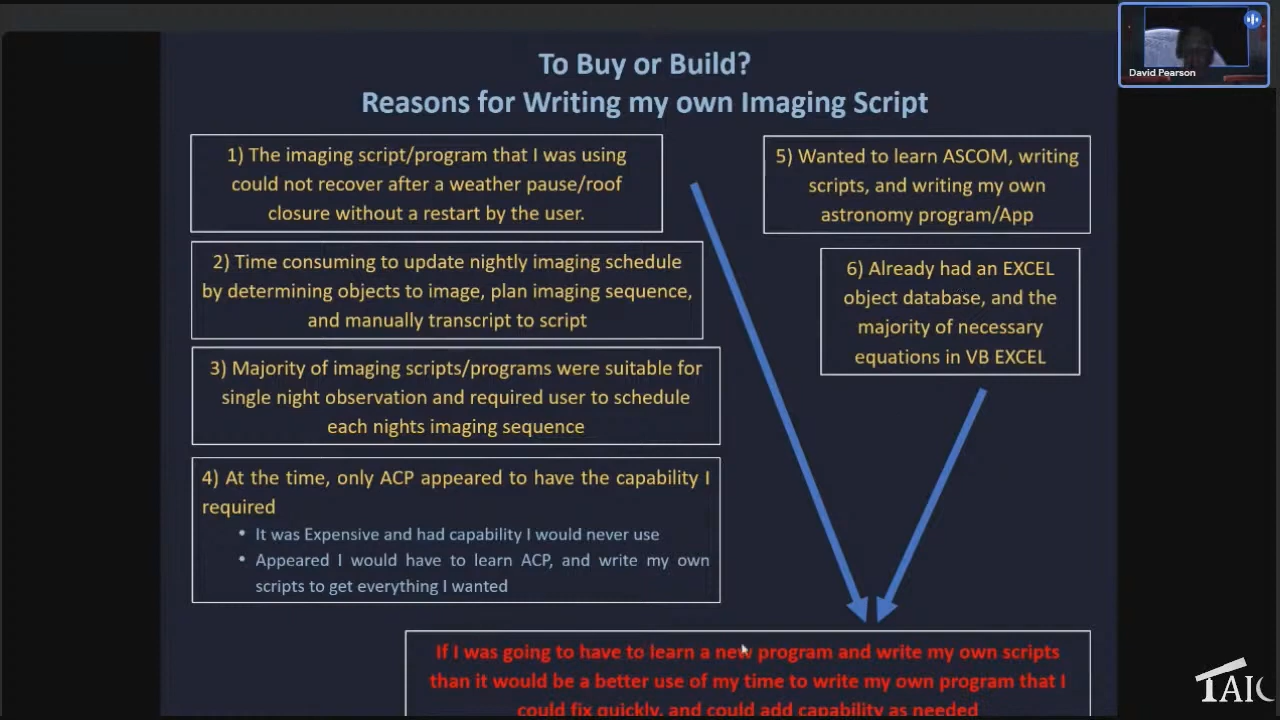 To Buy or Build?
Reasons for Writing my own Imaging Script
1) The imaging script/program that I was using
could not recover after a weather pause/roof
closure without a restart by the user.
2) Time consuming to update nightly imaging schedule
by determining objects to image, plan imaging sequence,
and manually transcript to script
3) Majority of imaging scripts/programs were suitable for
single night observation and required user to schedule
each nights imaging sequence
4) At the time, only ACP appeared to have the capability I
required
• It was Expensive and had capability I would never use
• Appeared I would have to learn ACP, and write my own
scripts to get everything I wanted
5) Wanted to learn ASCOM, writing
scripts, and writing my own
astronomy program/App
6) Already had an EXCEL
object database, and the
majority of necessary
equations in VB EXCEL
If I was going to have to learn a new program and write my own scripts
than it would be a better use of my time to write my own program that I
could fix quickly, and could add capability as needed
David Pearson
TAIC